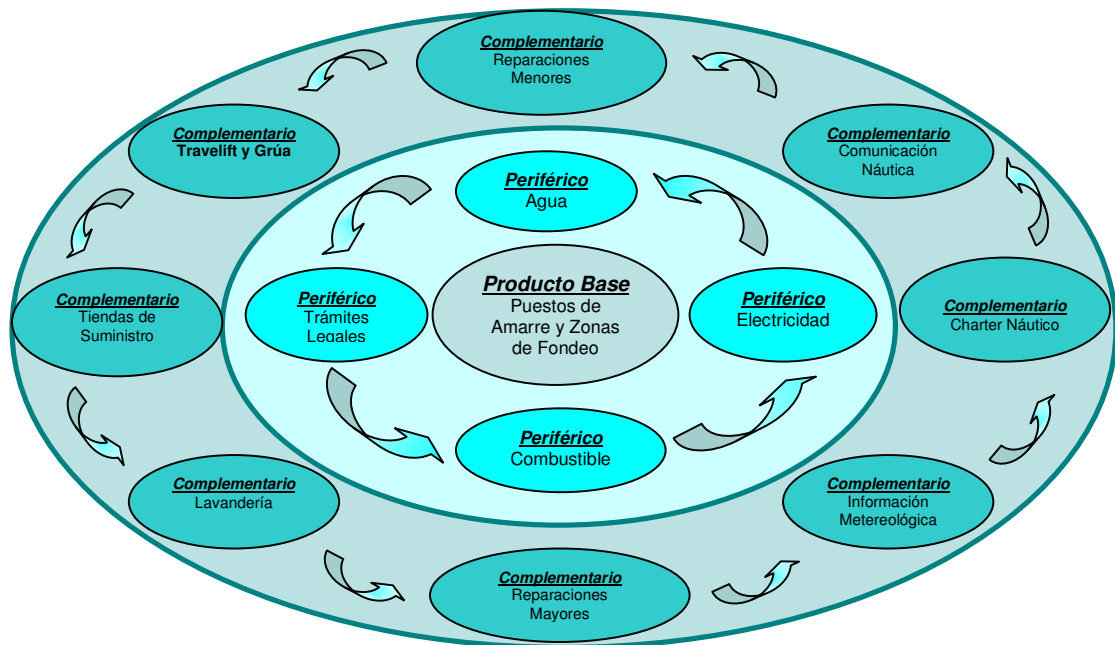 Complementario
Reparaciones
Menores
Complementario
Travelift y Grúa
Complementario
Comunicación
Náutica
Periférico
Agua
Producto Base
Puestos de
Amarre y Zonas
de Fondeo
Periférico
Trámites
Legales
Periférico
Electricidad
Complementario
Tiendas de
Suministro
Complementario
Charter Náutico
Periférico
Combustible
Complementario
Lavandería
Complementario
Información
Metereológica
Complementario
Reparaciones
Mayores